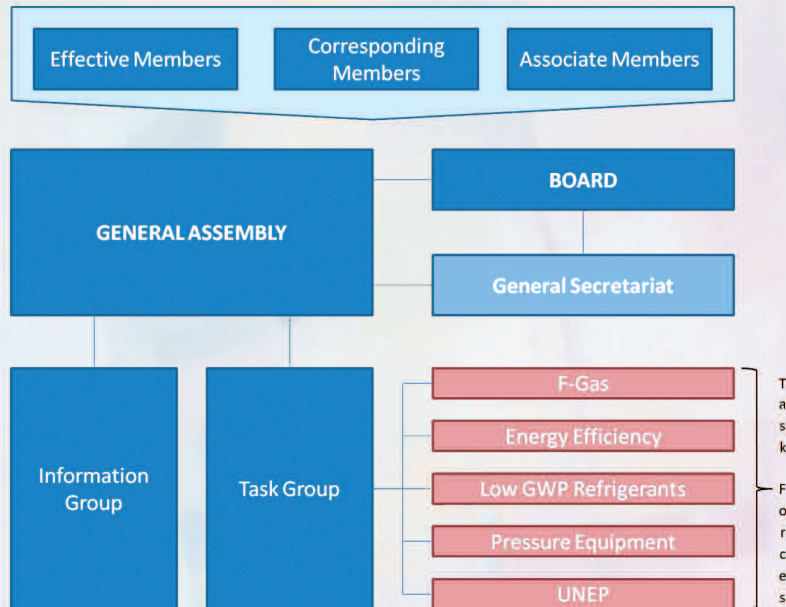 Effective Members
Corresponding
Members
Associate Members
GENERAL ASSEMBLY
BOARD
General Secretariat
Information
Group
Task Group
F-Gas
Energy Efficiency
Low GWP Refrigerants
Pressure Equipment
UNEP